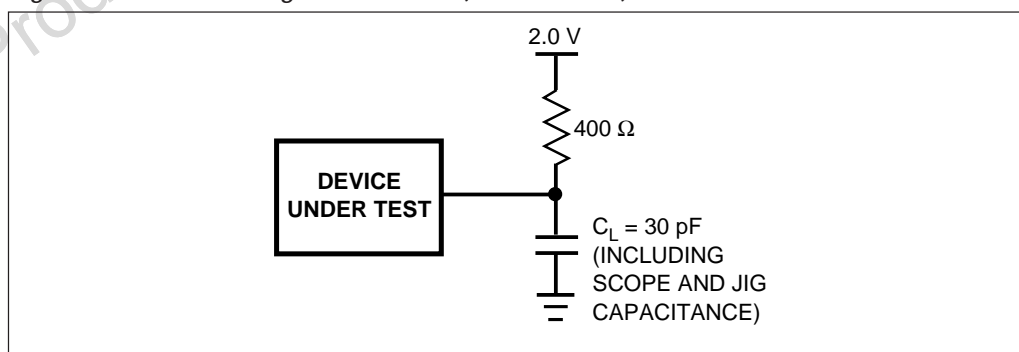 2.0 V
400 Ω
DEVICE
UNDER TEST
C_L = 30 pF
(INCLUDING
SCOPE AND JIG
CAPACITANCE)